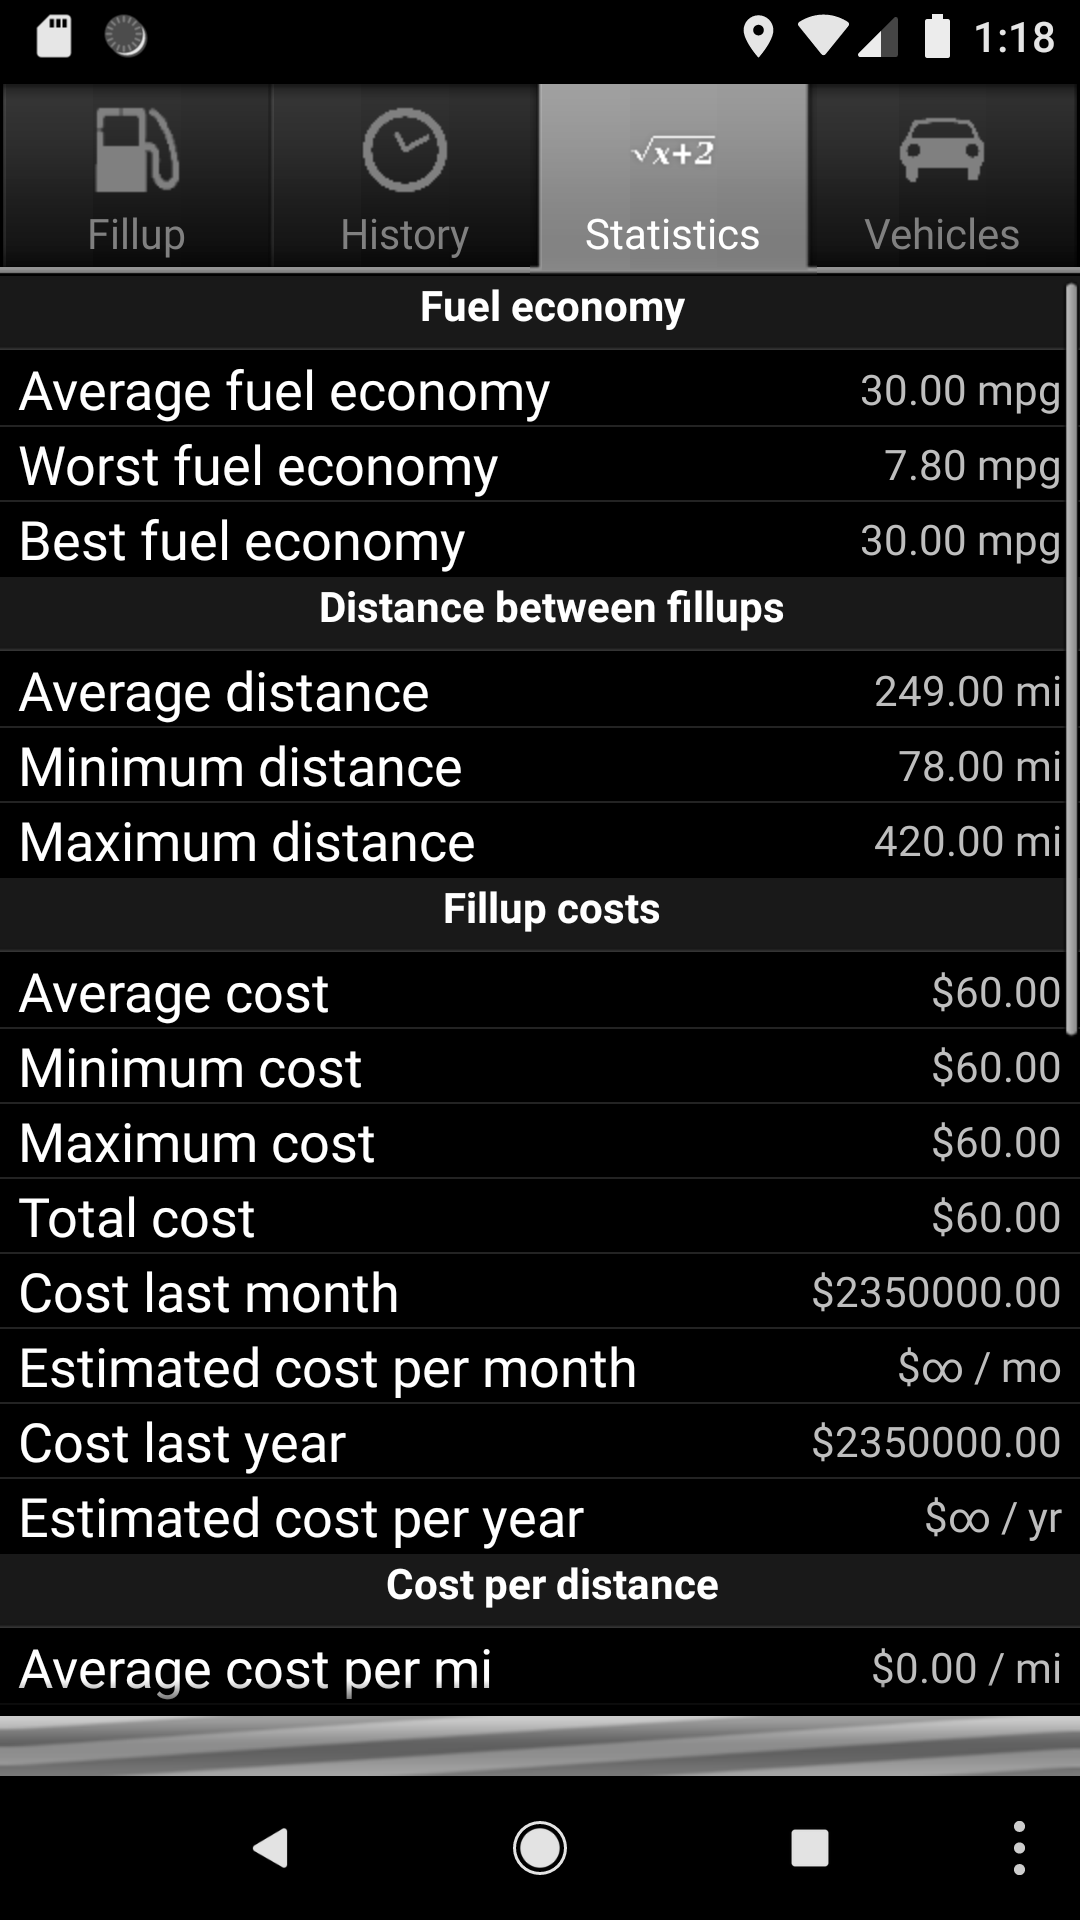 1:18
√x+2
Fillup History Statistics Vehicles
Fuel economy
Average fuel economy 30.00 mpg
Worst fuel economy 7.80 mpg
Best fuel economy 30.00 mpg
Distance between fillups
Average distance 249.00 mi
Minimum distance 78.00 mi
Maximum distance 420.00 mi
Fillup costs
Average cost $60.00
Minimum cost $60.00
Maximum cost $60.00
Total cost $60.00
Cost last month $2350000.00
Estimated cost per month $∞ / mo
Cost last year $2350000.00
Estimated cost per year $∞ / yr
Cost per distance
Average cost per mi $0.00 / mi